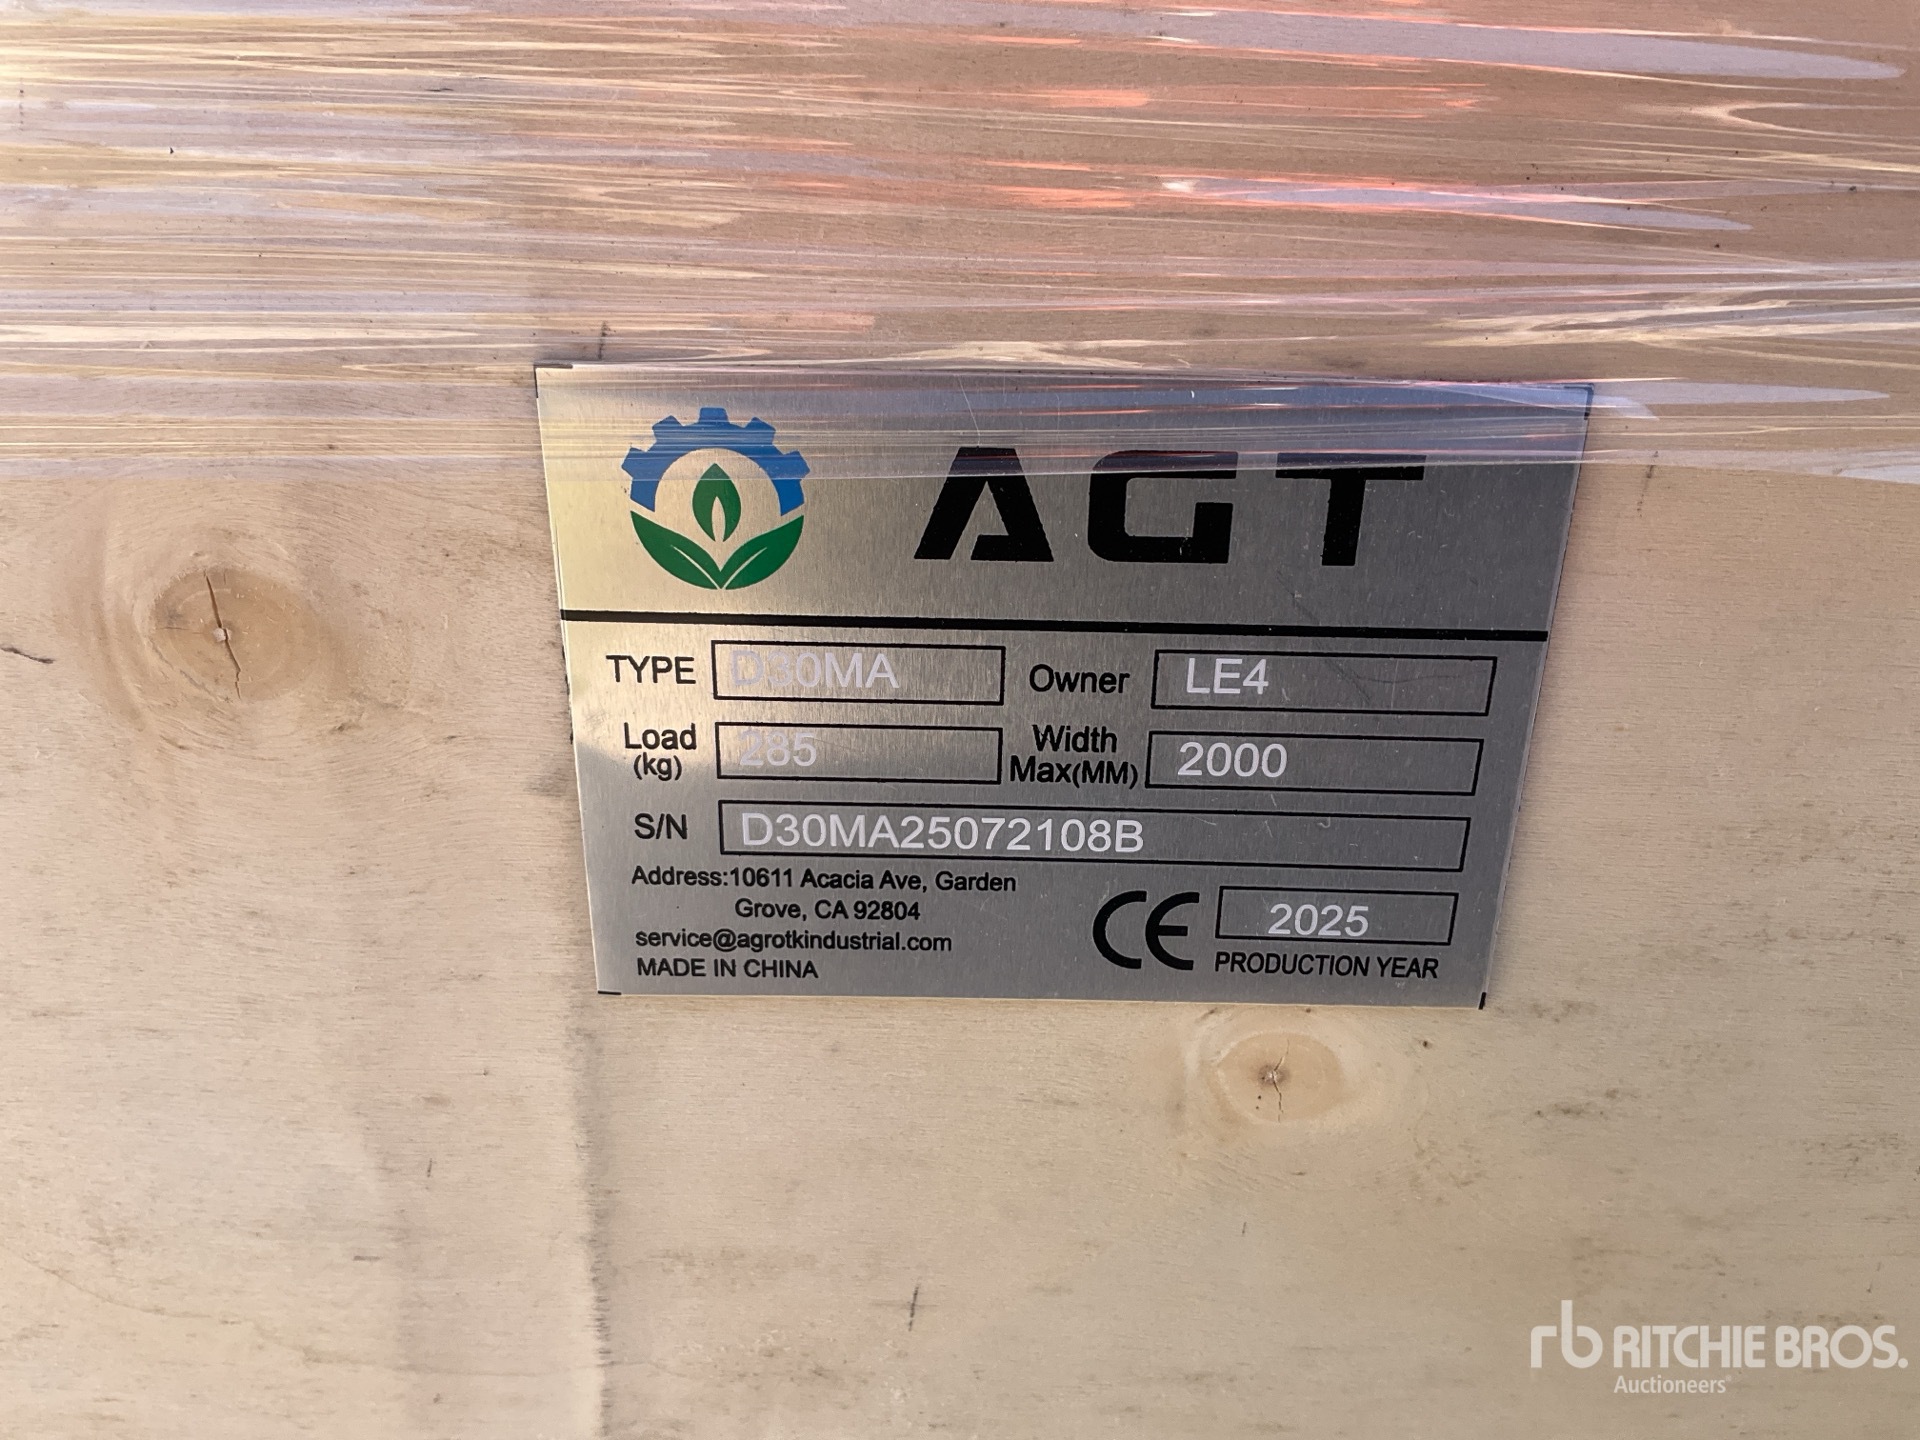 AGT
TYPE D30MA Owner LE4
Load (kg) 285 Width Max(MM) 2000
S/N D30MA25072108B
Address:10611 Acacia Ave, Garden
Grove, CA 92804
service@agrotkindustrial.com
MADE IN CHINA
CE 2025
PRODUCTION YEAR
rb RITCHIE BROS.
Auctioneers